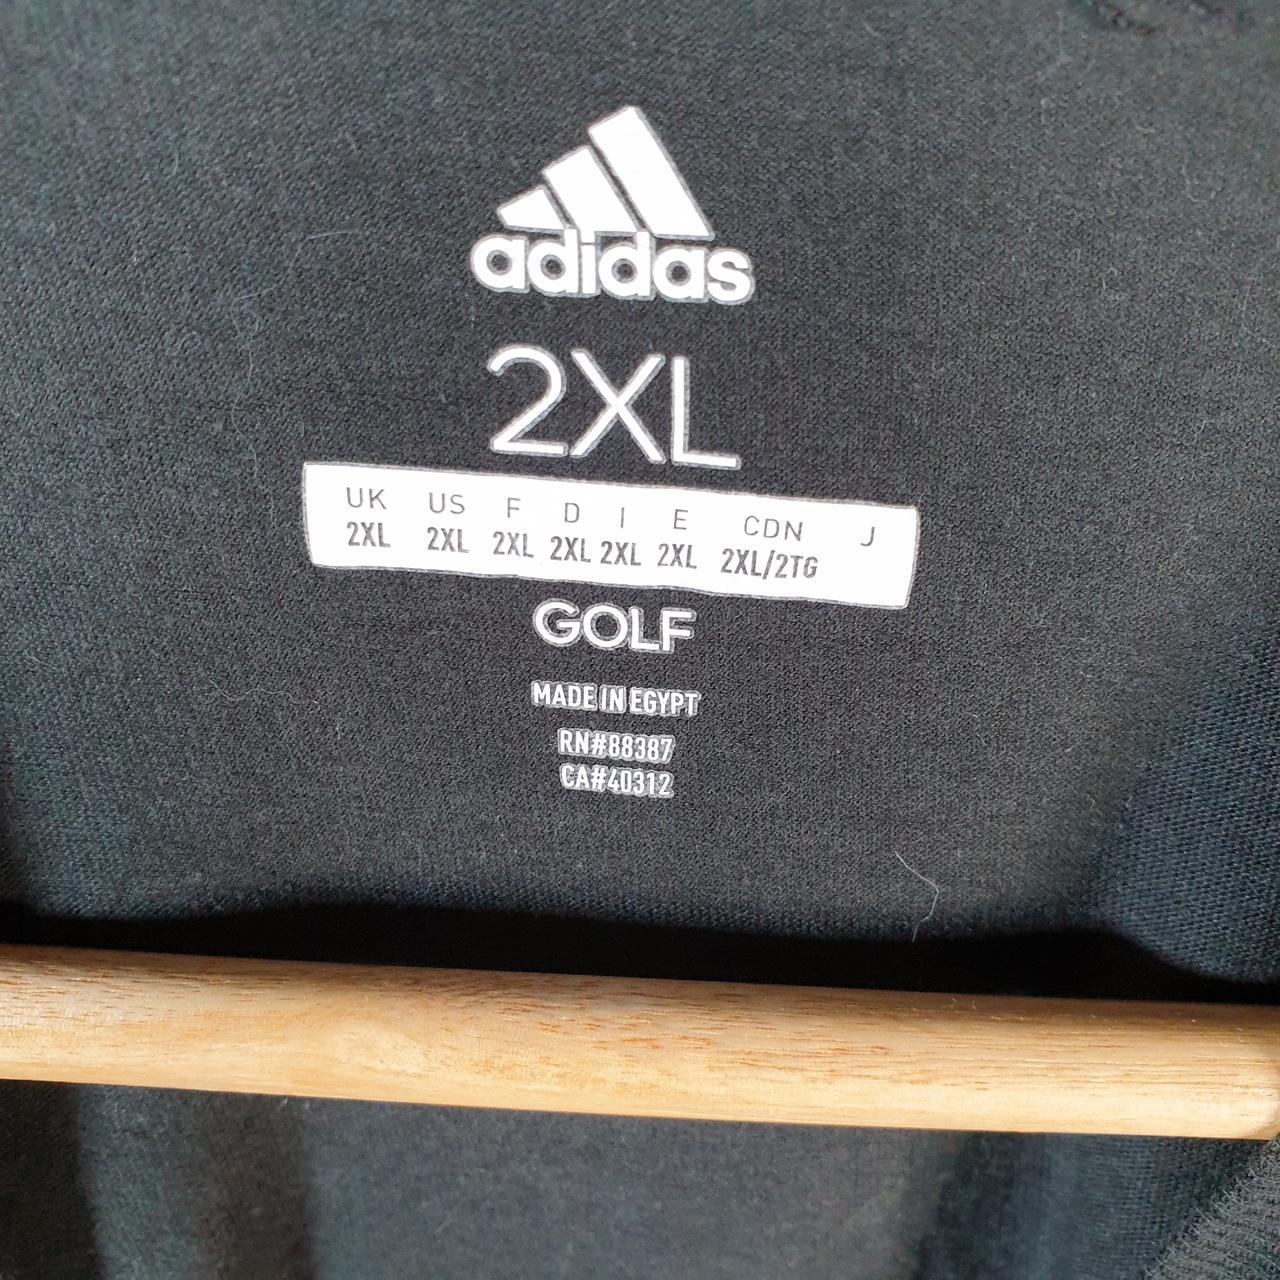 adidas
2XL
UK US F D I E CDN J
2XL 2XL 2XL 2XL 2XL 2XL 2XL/2TG
GOLF
MADE IN EGYPT
RN#88387
CA#40312